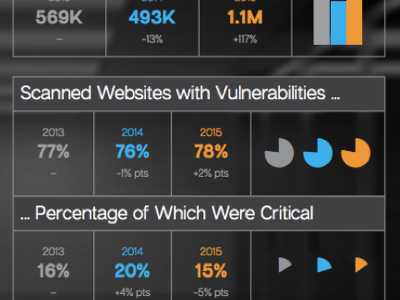 569K 493K 1.1M
– -13% +117%
Scanned Websites with Vulnerabilities ...
2013 2014 2015
77% 76% 78%
– -1% pts +2% pts
... Percentage of Which Were Critical
2013 2014 2015
16% 20% 15%
– +4% pts -5% pts